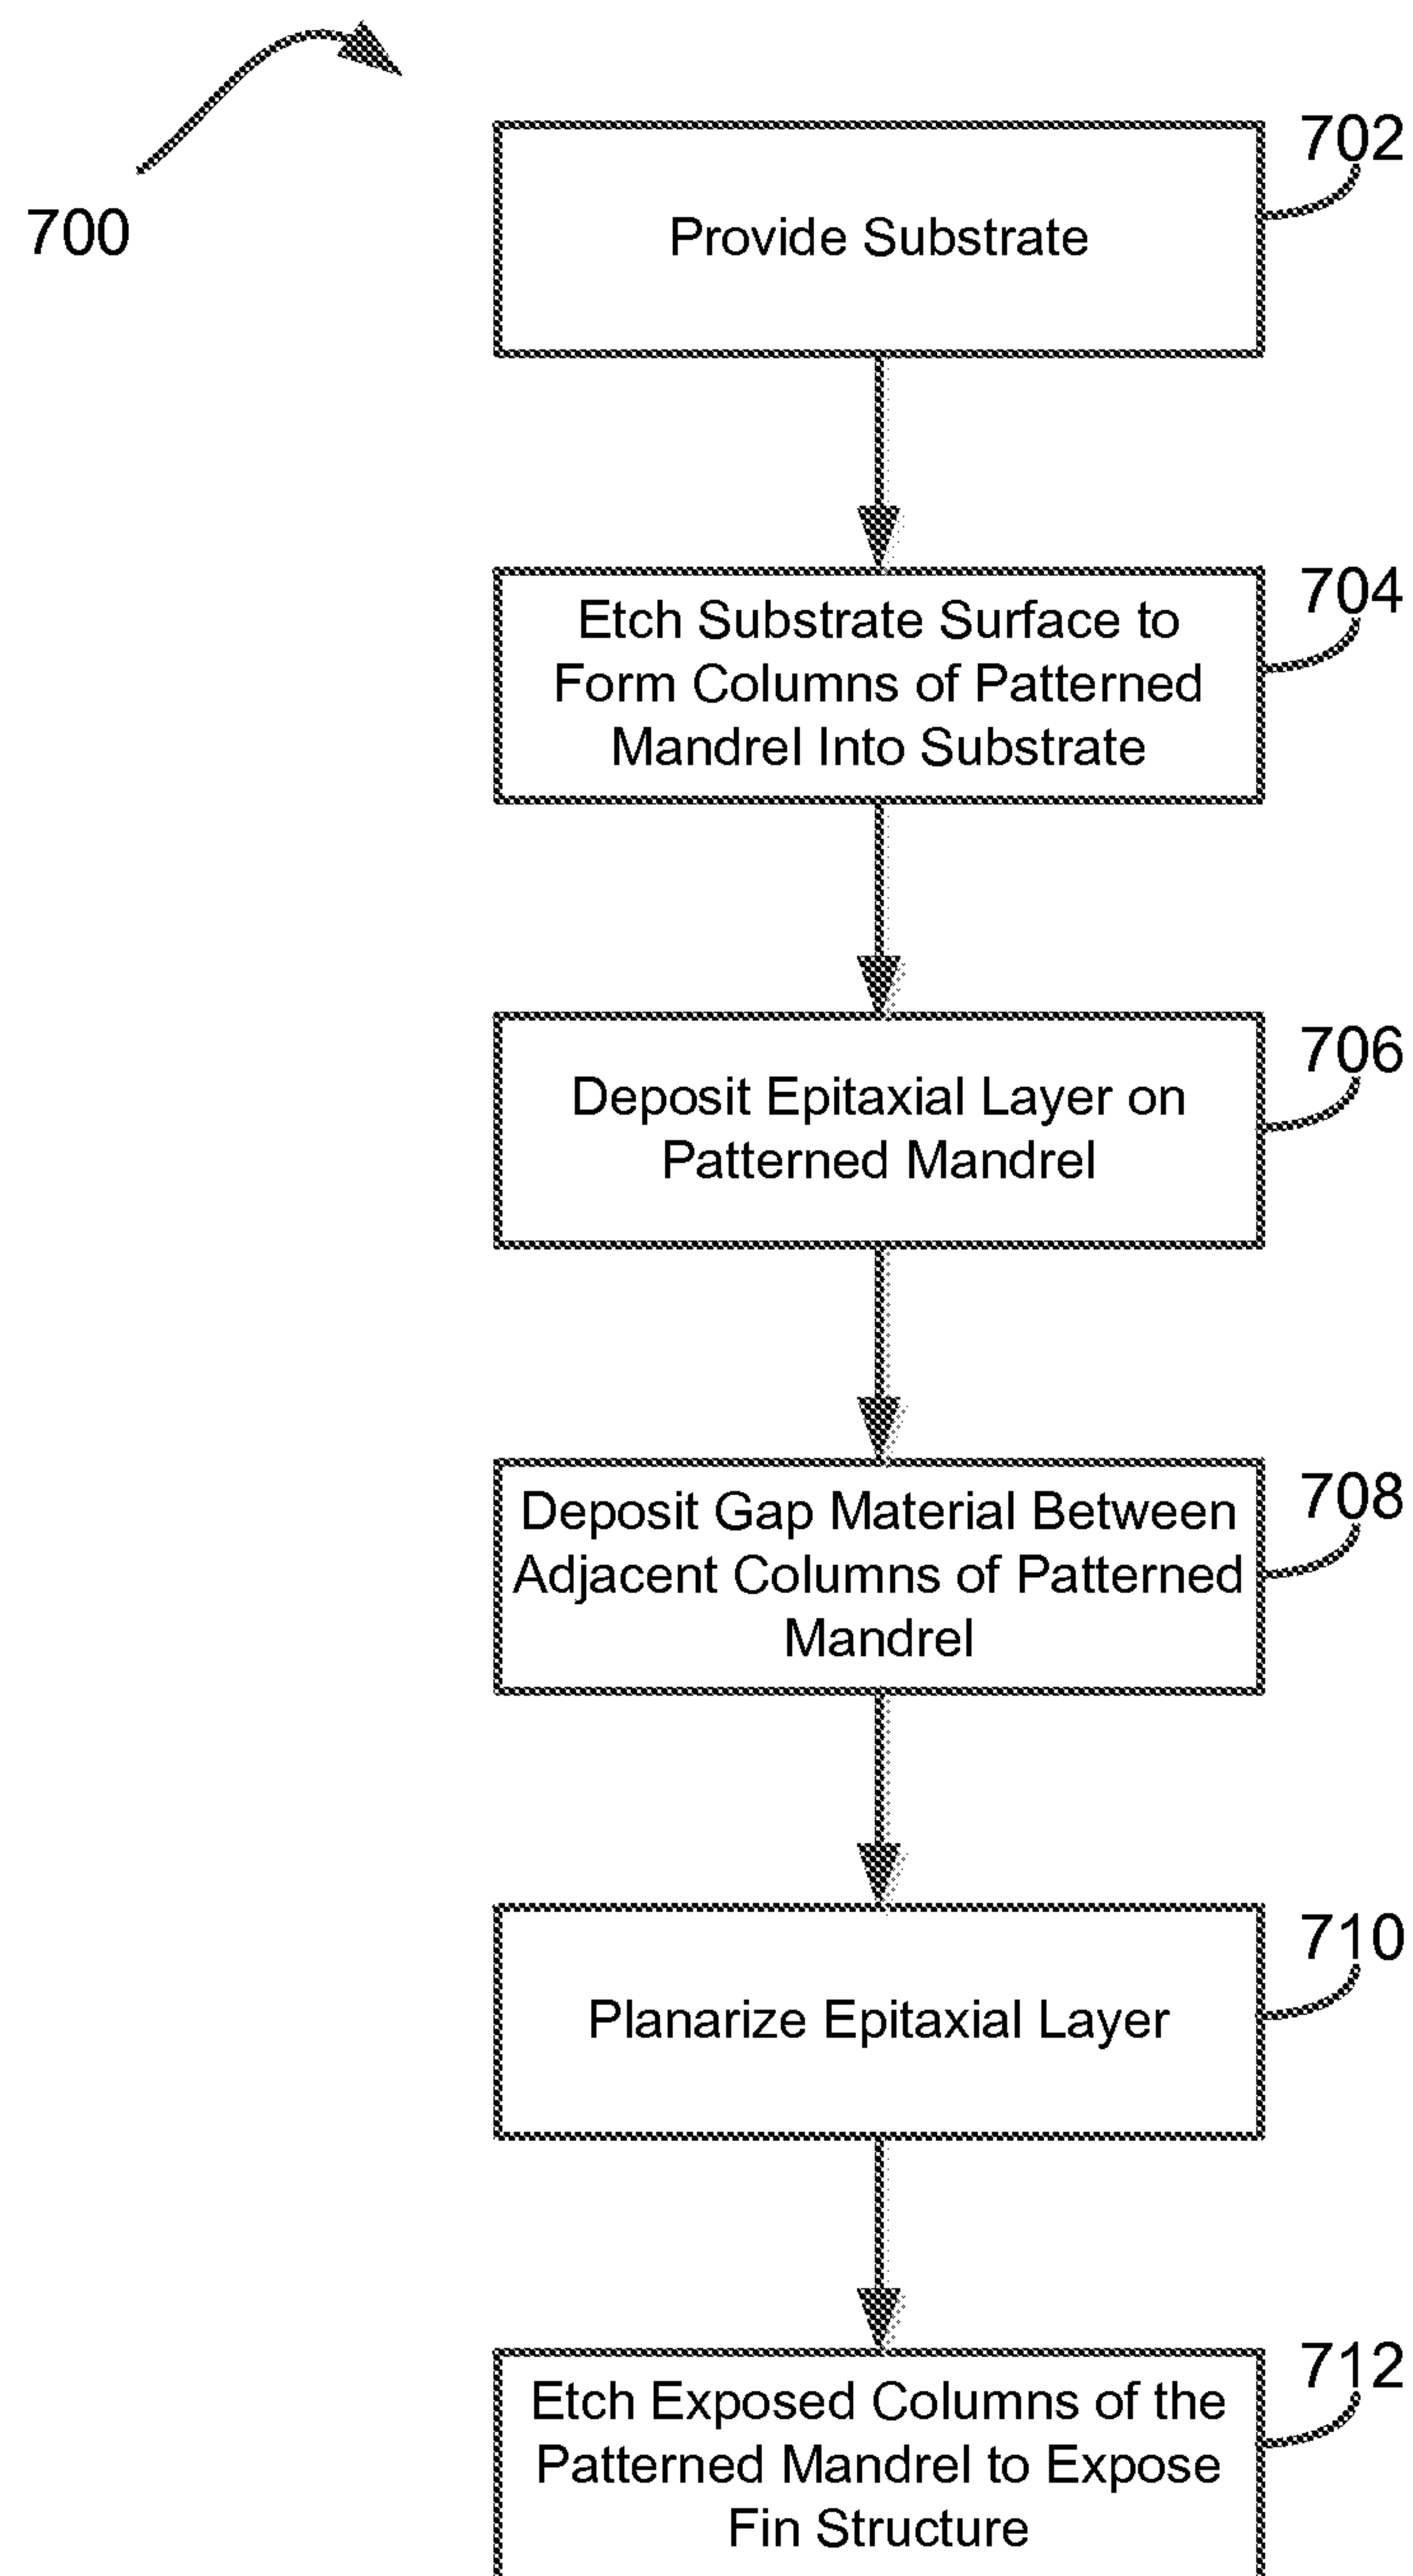 700
702
Provide Substrate
704
Etch Substrate Surface to
Form Columns of Patterned
Mandrel Into Substrate
706
Deposit Epitaxial Layer on
Patterned Mandrel
708
Deposit Gap Material Between
Adjacent Columns of Patterned
Mandrel
710
Planarize Epitaxial Layer
712
Etch Exposed Columns of the
Patterned Mandrel to Expose
Fin Structure